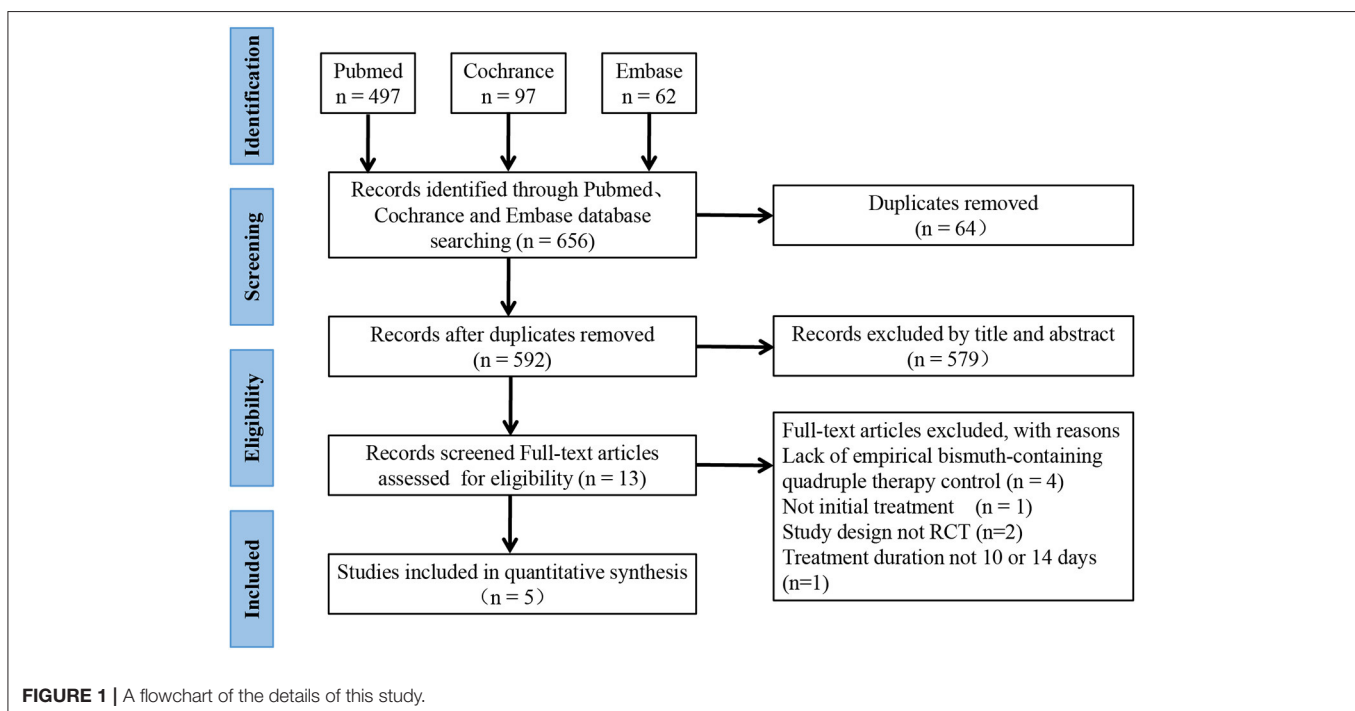 Identification
Pubmed
n = 497
Cochrance
n = 97
Embase
n = 62
Records identified through Pubmed、
Cochrance and Embase database
searching (n = 656)
Duplicates removed
(n = 64）
Screening
Records after duplicates removed
(n = 592)
Records excluded by title and abstract
(n = 579）
Eligibility
Records screened Full-text articles
assessed for eligibility (n = 13)
Full-text articles excluded, with reasons
Lack of empirical bismuth-containing
quadruple therapy control (n = 4)
Not initial treatment (n = 1)
Study design not RCT (n=2)
Treatment duration not 10 or 14 days
(n=1)
Included
Studies included in quantitative synthesis
（n = 5）
FIGURE 1 | A flowchart of the details of this study.